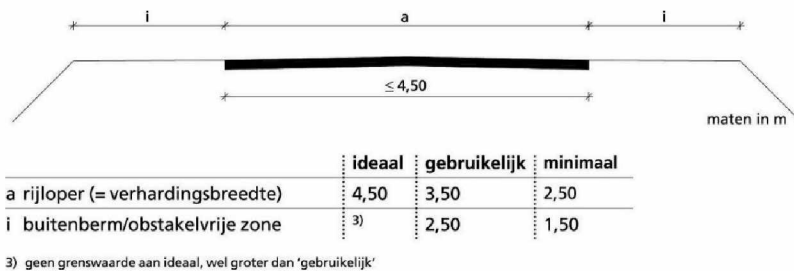 i a i
≤ 4,50
maten in m
ideaal gebruikelijk minimaal
a rijloper (= verhardingsbreedte) 4,50 3,50 2,50
i buitenberm/obstakelvrije zone 3) 2,50 1,50
3) geen grenswaarde aan ideaal, wel groter dan 'gebruikelijk'